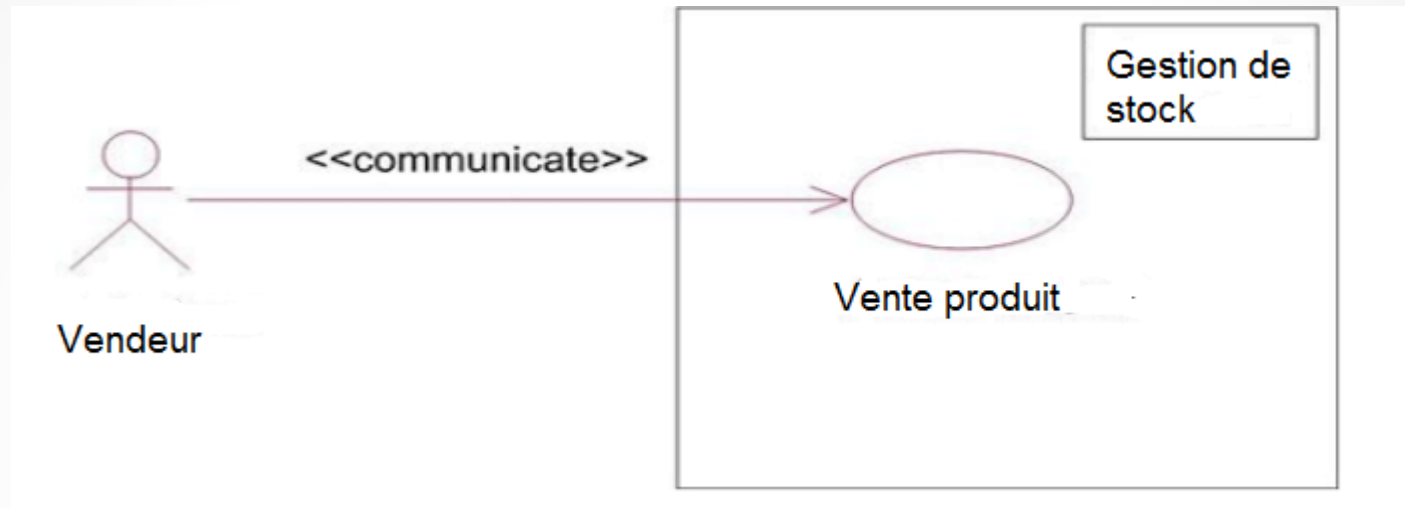 Gestion de
stock
<<communicate>>
Vente produit
Vendeur